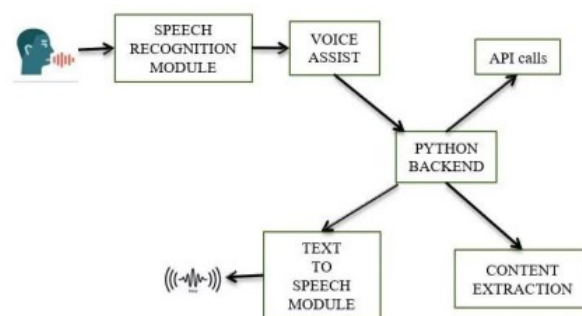 SPEECH
RECOGNITION
MODULE
VOICE
ASSIST
API calls
PYTHON
BACKEND
TEXT
TO
SPEECH
MODULE
CONTENT
EXTRACTION